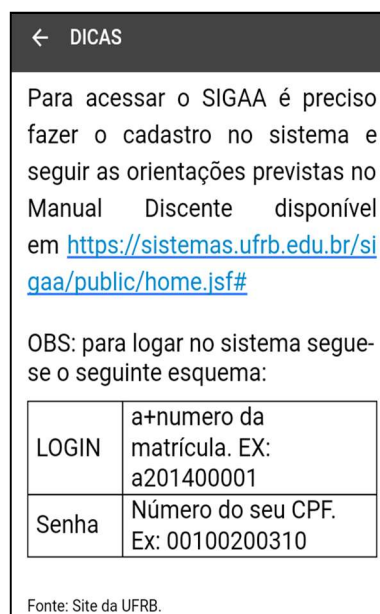 ← DICAS
Para acessar o SIGAA é preciso
fazer o cadastro no sistema e
seguir as orientações previstas no
Manual Discente disponível
em https://sistemas.ufrb.edu.br/si
gaa/public/home.jsf#
OBS: para logar no sistema segue-
se o seguinte esquema:
LOGIN
a+numero da
matrícula. EX:
a201400001
Senha
Número do seu CPF.
Ex: 00100200310
Fonte: Site da UFRB.